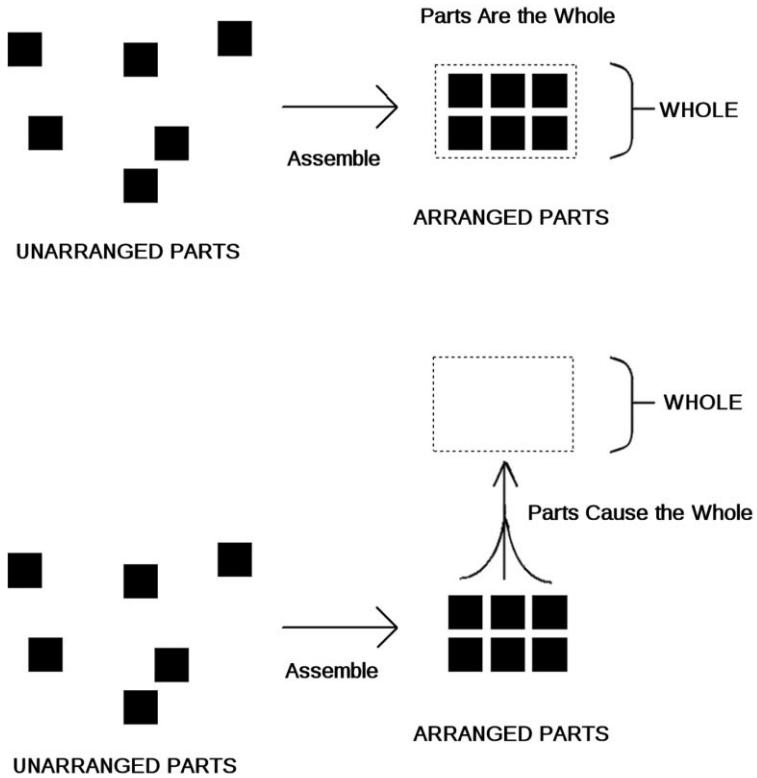 Parts Are the Whole
WHOLE
Assemble
ARRANGED PARTS
UNARRANGED PARTS
WHOLE
Parts Cause the Whole
Assemble
ARRANGED PARTS
UNARRANGED PARTS